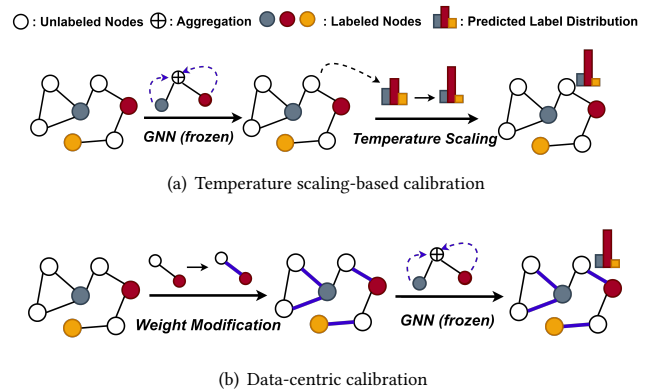 : Unlabeled Nodes : Aggregation : Labeled Nodes : Predicted Label Distribution
GNN (frozen)
Temperature Scaling
(a) Temperature scaling-based calibration
Weight Modification
GNN (frozen)
(b) Data-centric calibration